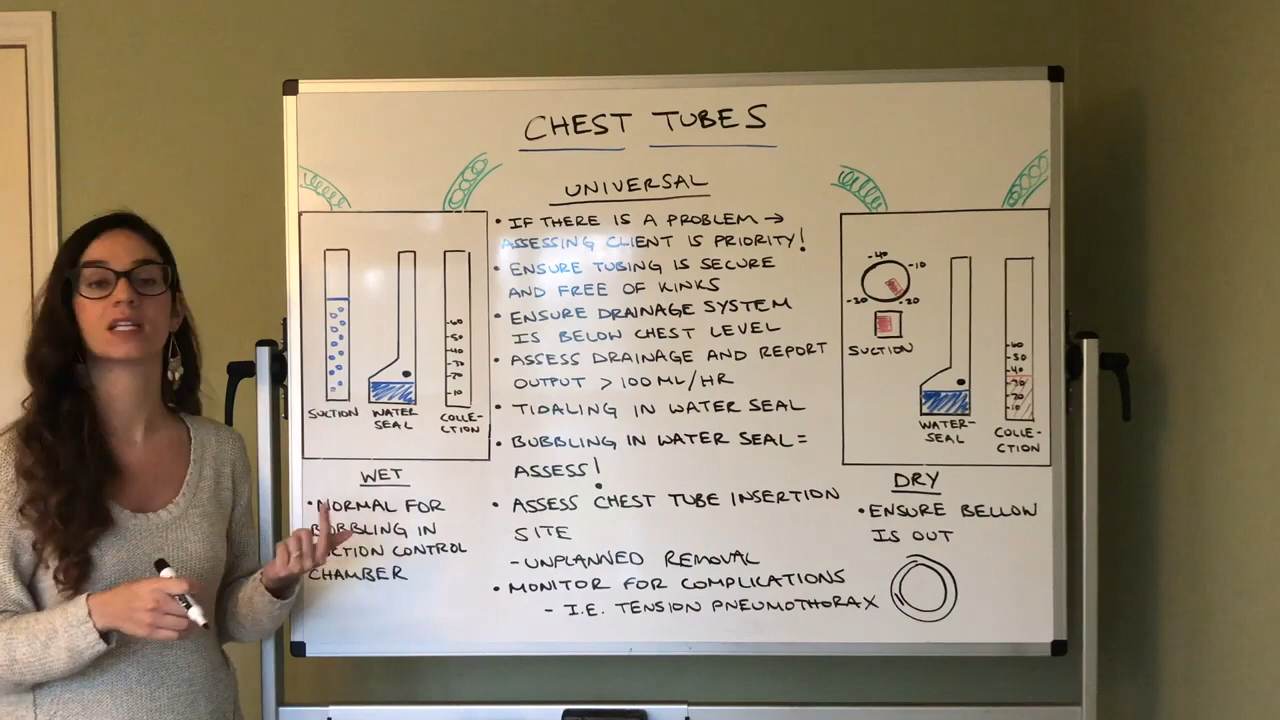 CHEST TUBES
UNIVERSAL
• IF THERE IS A PROBLEM →
ASSESSING CLIENT IS PRIORITY!
• ENSURE TUBING IS SECURE
AND FREE OF KINKS
• ENSURE DRAINAGE SYSTEM
IS BELOW CHEST LEVEL
• ASSESS DRAINAGE AND REPORT
OUTPUT > 100 ML/HR
• TIDALING IN WATER SEAL
• BUBBLING IN WATER SEAL =
ASSESS!
• ASSESS CHEST TUBE INSERTION
SITE
- UNPLANNED REMOVAL
• MONITOR FOR COMPLICATIONS
- I.E. TENSION PNEUMOTHORAX
SUCTION
WATER
SEAL
-60
-50
-40
-30
-20
-10
COLLE-
CTION
WET
• NORMAL FOR
BUBBLING IN
CONTROL
CHAMBER
-40
-10
-20
SUCTION
WATER-
SEAL
-60
-50
-40
-30
-20
-10
COLLE-
CTION
DRY
• ENSURE BELLOW
IS OUT